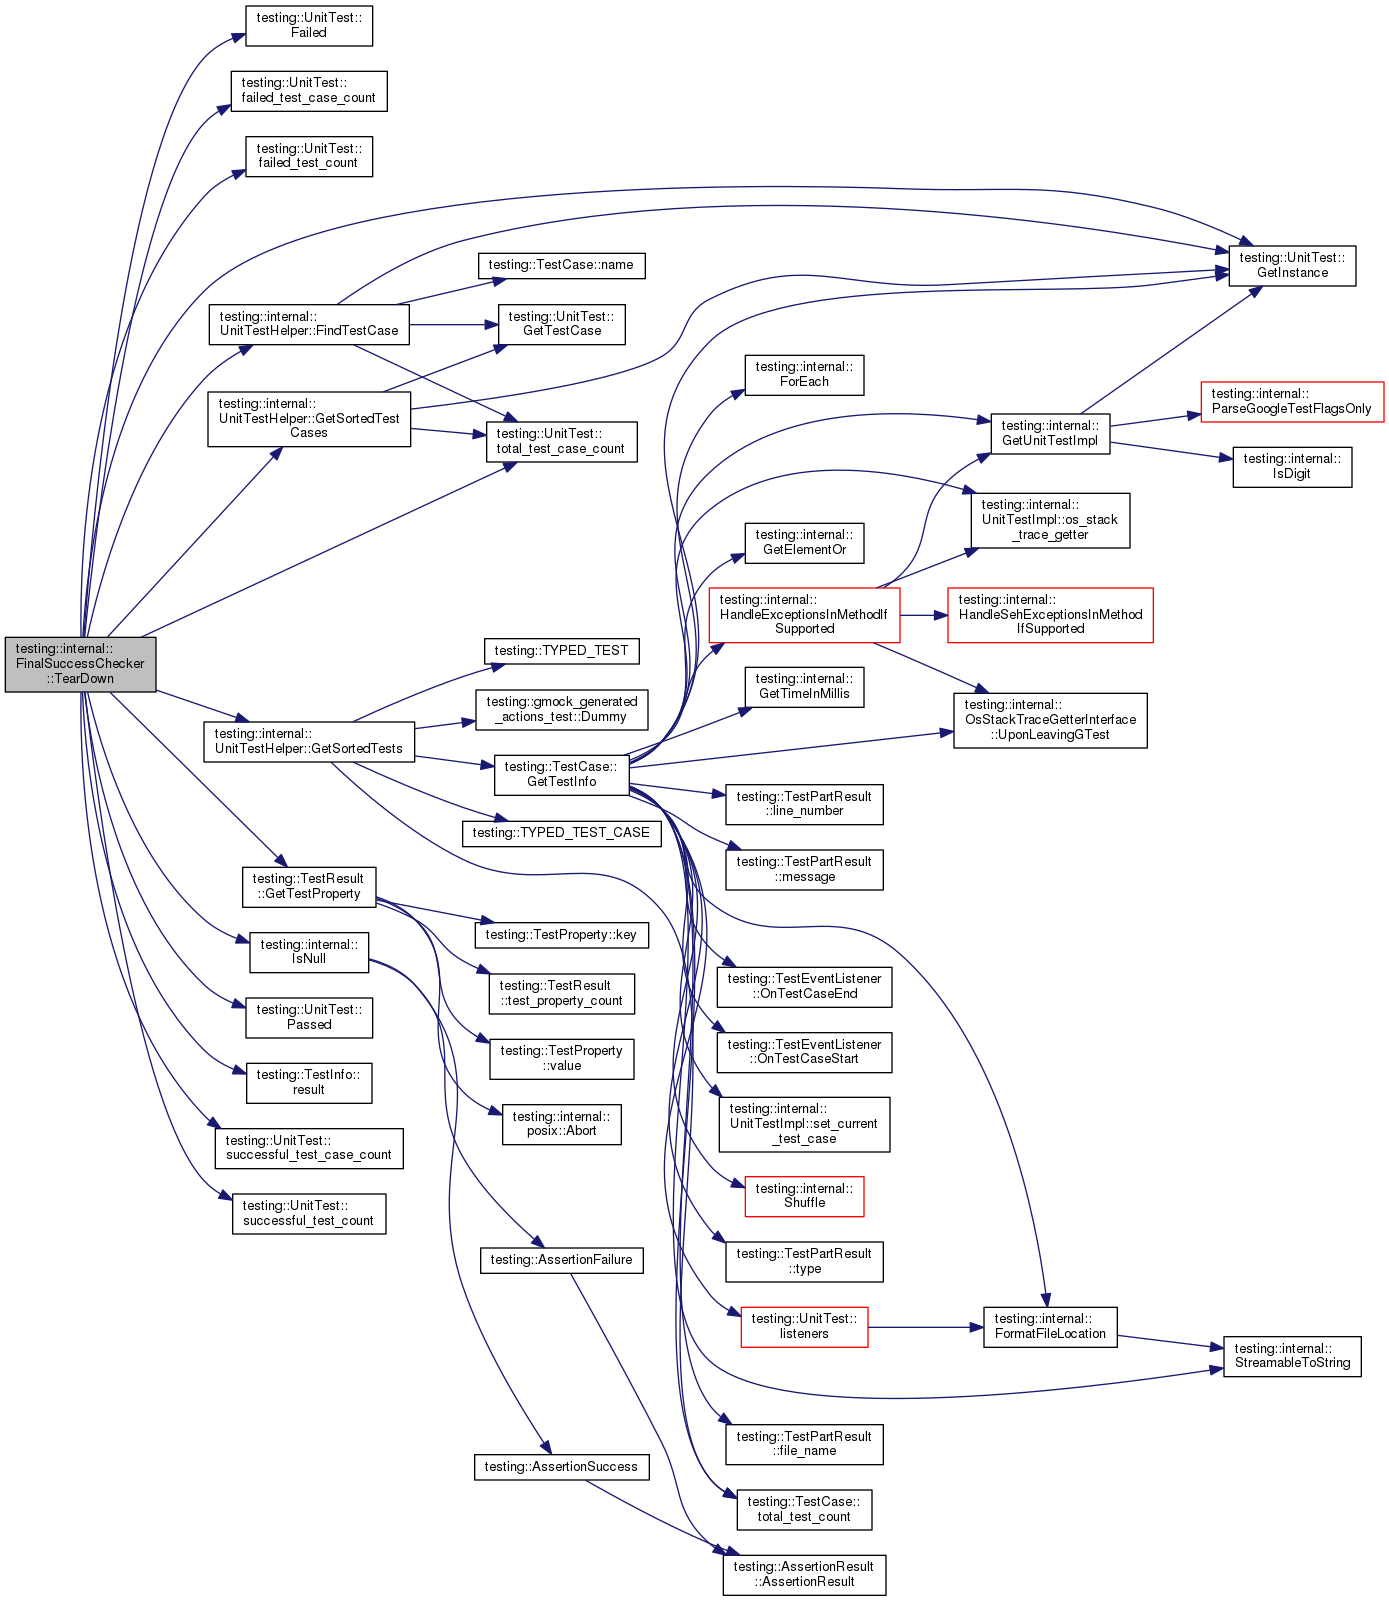 testing::internal::
FinalSuccessChecker
::TearDown
testing::UnitTest::
Failed
testing::UnitTest::
failed_test_case_count
testing::UnitTest::
failed_test_count
testing::internal::
UnitTestHelper::FindTestCase
testing::internal::
UnitTestHelper::GetSortedTest
Cases
testing::internal::
UnitTestHelper::GetSortedTests
testing::TestResult
::GetTestProperty
testing::internal::
IsNull
testing::UnitTest::
Passed
testing::TestInfo::
result
testing::UnitTest::
successful_test_case_count
testing::UnitTest::
successful_test_count
testing::TestCase::name
testing::UnitTest::
GetTestCase
testing::UnitTest::
total_test_case_count
testing::TYPED_TEST
testing::gmock_generated
_actions_test::Dummy
testing::TestCase::
GetTestInfo
testing::TYPED_TEST_CASE
testing::TestProperty::key
testing::TestResult
::test_property_count
testing::TestProperty
::value
testing::internal::
posix::Abort
testing::AssertionFailure
testing::AssertionSuccess
testing::internal::
ForEach
testing::internal::
GetElementOr
testing::internal::
HandleExceptionsInMethodIf
Supported
testing::internal::
GetTimeInMillis
testing::TestPartResult
::line_number
testing::TestPartResult
::message
testing::TestEventListener
::OnTestCaseEnd
testing::TestEventListener
::OnTestCaseStart
testing::internal::
UnitTestImpl::set_current
_test_case
testing::internal::
Shuffle
testing::TestPartResult
::type
testing::UnitTest::
listeners
testing::TestPartResult
::file_name
testing::TestCase::
total_test_count
testing::AssertionResult
::AssertionResult
testing::internal::
GetUnitTestImpl
testing::internal::
UnitTestImpl::os_stack
_trace_getter
testing::internal::
HandleSehExceptionsInMethod
IfSupported
testing::internal::
OsStackTraceGetterInterface
::UponLeavingGTest
testing::internal::
FormatFileLocation
testing::UnitTest::
GetInstance
testing::internal::
ParseGoogleTestFlagsOnly
testing::internal::
IsDigit
testing::internal::
StreamableToString